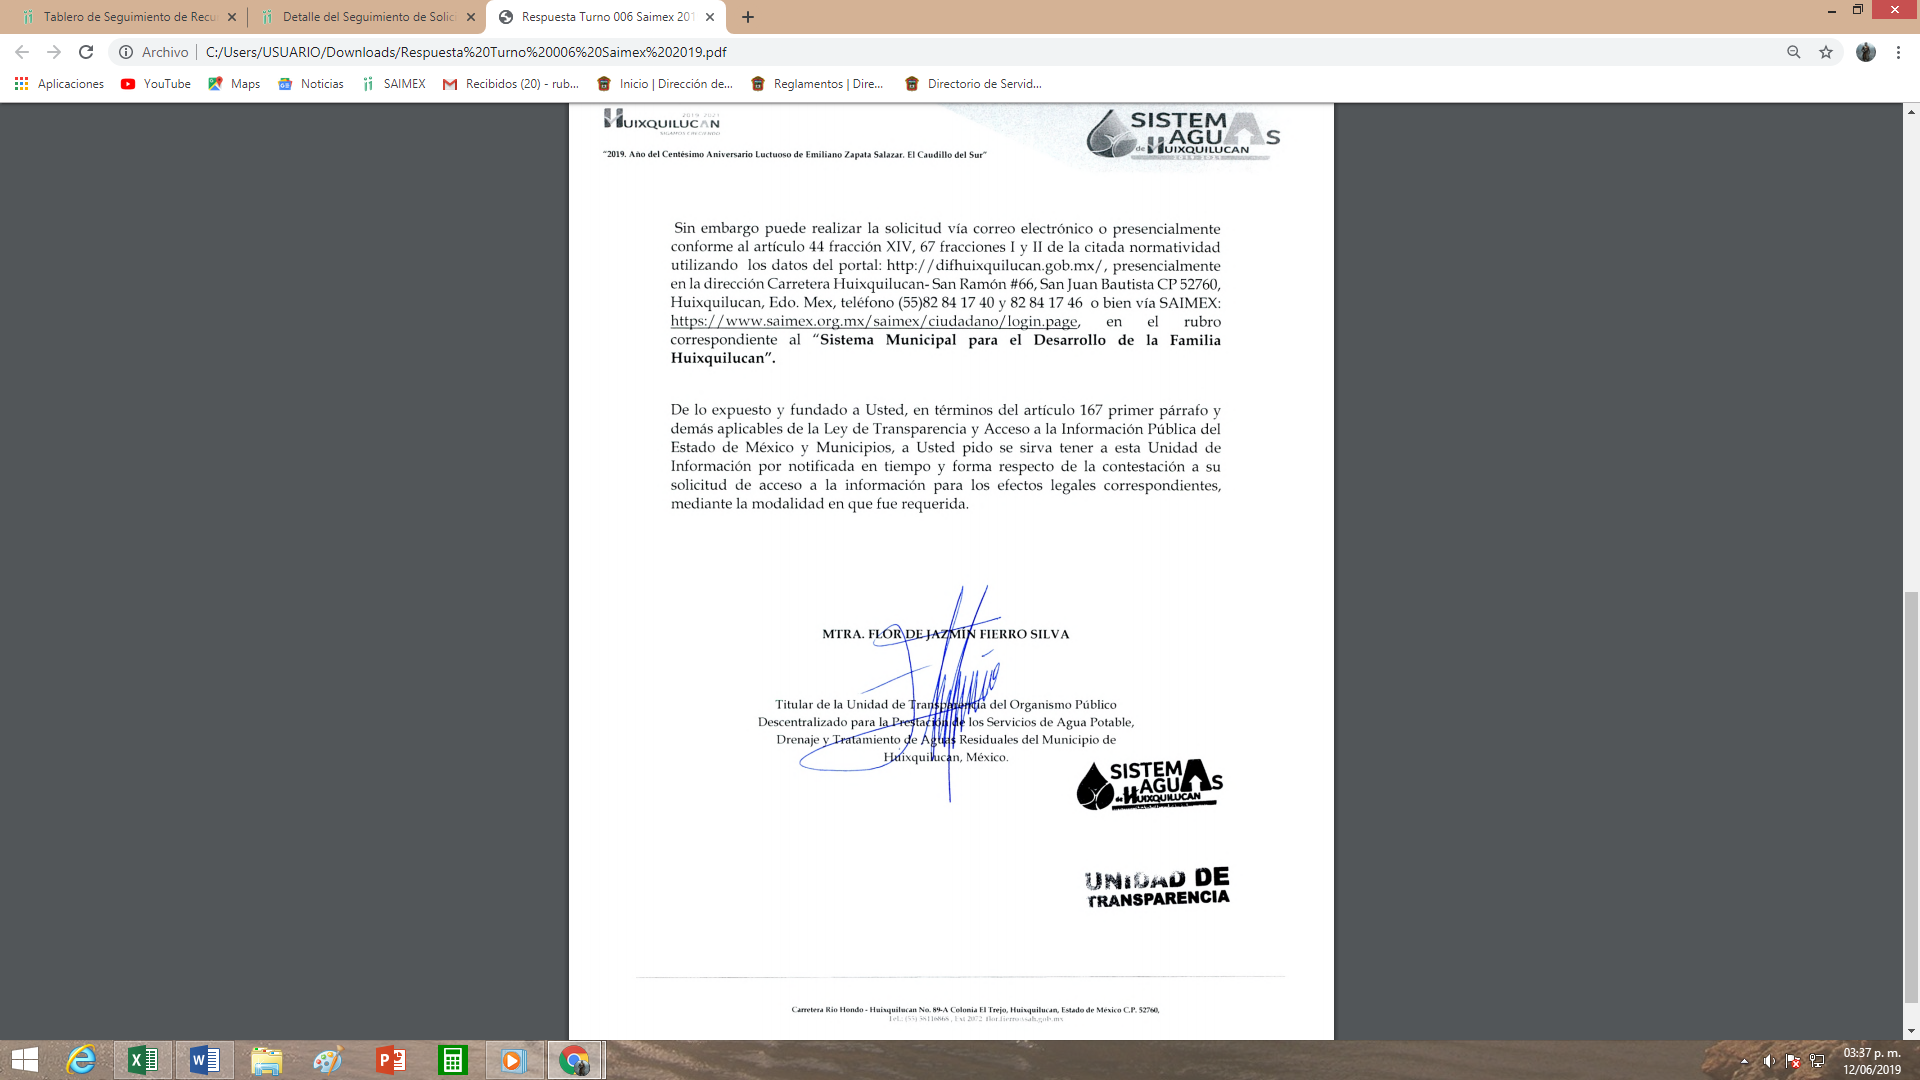 Tablero de Seguimiento de Recu
Detalle del Seguimiento de Solic
Respuesta Turno 006 Saimex 201
Archivo
C:/Users/USUARIO/Downloads/Respuesta%20Turno%20006%20Saimex%202019.pdf
Aplicaciones
YouTube
Maps
Noticias
SAIMEX
Recibidos (20) - rub...
Inicio | Dirección de...
Reglamentos | Dire...
Directorio de Servid...
HUIXQUILUCAN
SISTEMA AGUAS
de HUIXQUILUCAN
"2019. Año del Centésimo Aniversario Luctuoso de Emiliano Zapata Salazar. El Caudillo del Sur"
Sin embargo puede realizar la solicitud vía correo electrónico o presencialmente
conforme al artículo 44 fracción XIV, 67 fracciones I y II de la citada normatividad
utilizando los datos del portal: http://difhuixquilucan.gob.mx/, presencialmente
en la dirección Carretera Huixquilucan- San Ramón #66, San Juan Bautista CP 52760,
Huixquilucan, Edo. Mex, teléfono (55)82 84 17 40 y 82 84 17 46 o bien vía SAIMEX:
https://www.saimex.org.mx/saimex/ciudadano/login.page, en el rubro
correspondiente al "Sistema Municipal para el Desarrollo de la Familia
Huixquilucan".
De lo expuesto y fundado a Usted, en términos del artículo 167 primer párrafo y
demás aplicables de la Ley de Transparencia y Acceso a la Información Pública del
Estado de México y Municipios, a Usted pido se sirva tener a esta Unidad de
Información por notificada en tiempo y forma respecto de la contestación a su
solicitud de acceso a la información para los efectos legales correspondientes,
mediante la modalidad en que fue requerida.
MTRA. FLOR DE JAZMÍN FIERRO SILVA
Titular de la Unidad de Transparencia del Organismo Público
Descentralizado para la Prestación de los Servicios de Agua Potable,
Drenaje y Tratamiento de Aguas Residuales del Municipio de
Huixquilucan, México.
SISTEMA AGUAS
de HUIXQUILUCAN
UNIDAD DE
TRANSPARENCIA
Carretera Río Hondo - Huixquilucan No. 89-A Colonia El Trejo, Huixquilucan, Estado de México C.P. 52760,
03:37 p. m.
12/06/2019